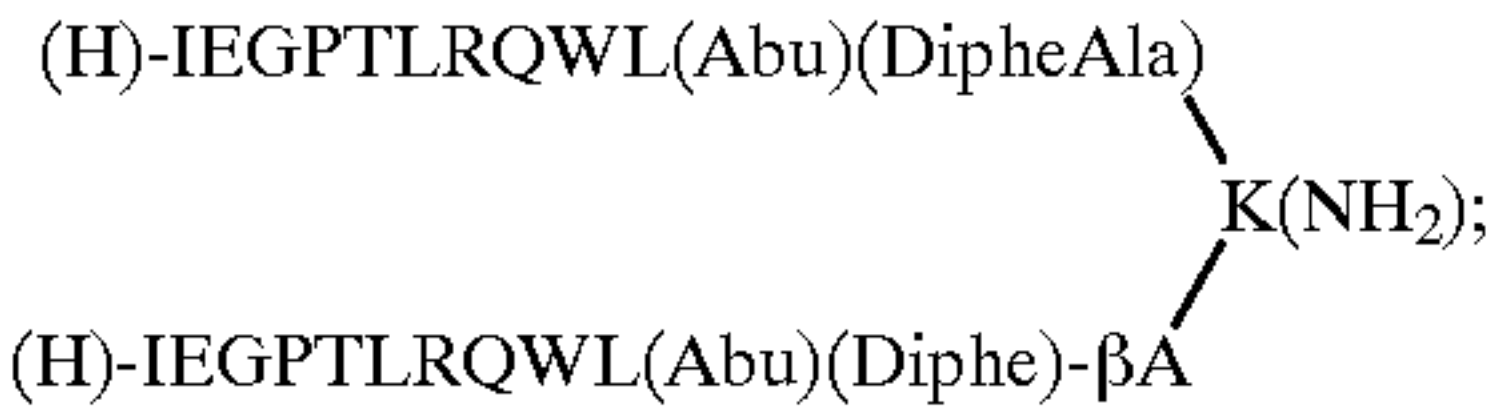 (H)-IEGPTLRQWL(Abu)(DipheAla)
K(NH₂);
(H)-IEGPTLRQWL(Abu)(Diphe)-βA